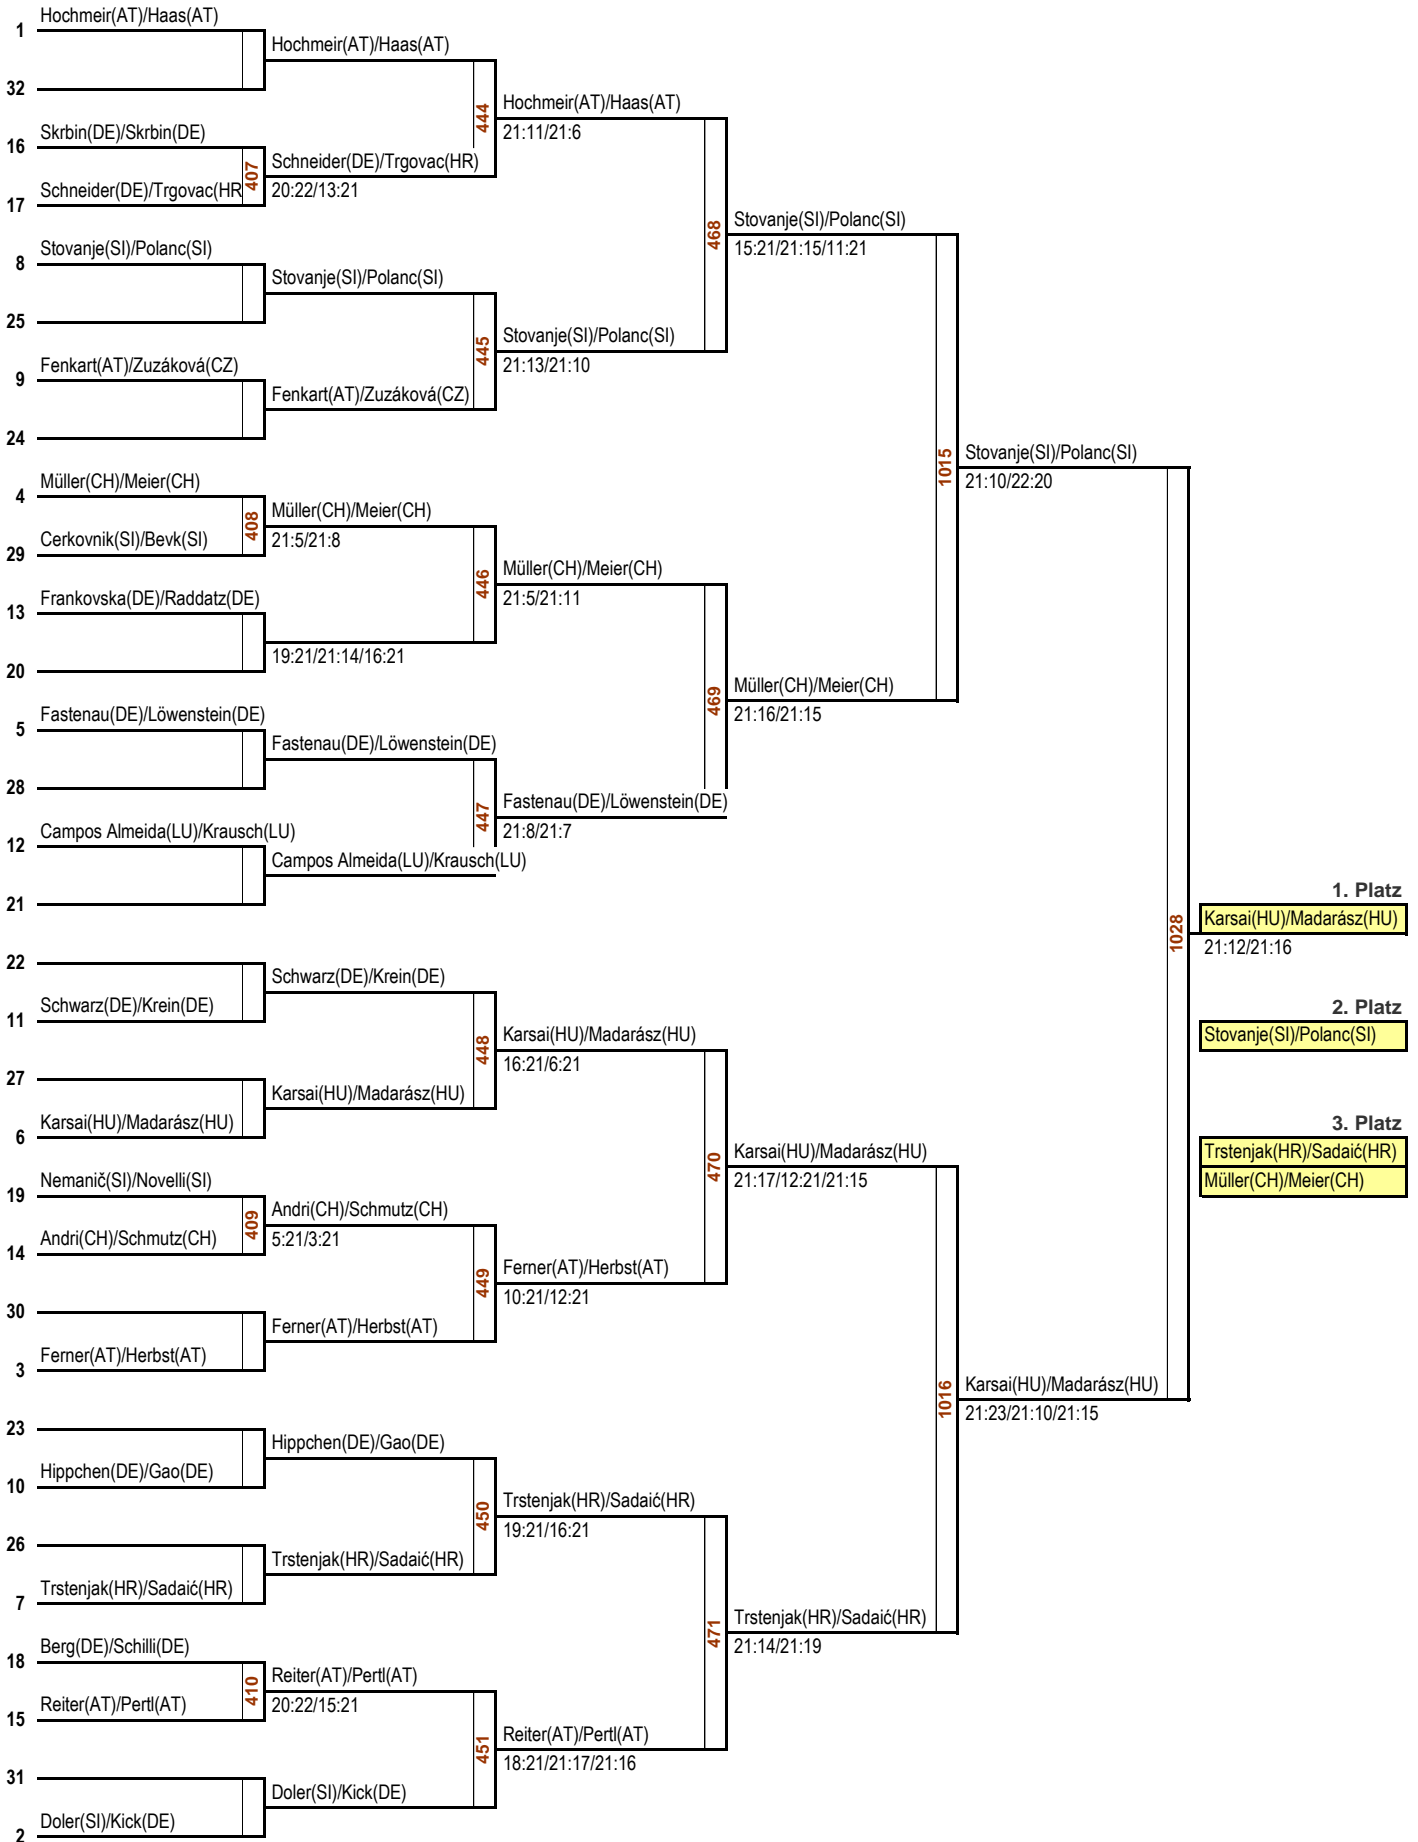 Hochmeir(AT)/Haas(AT)
1
Hochmeir(AT)/Haas(AT)
32
444
Hochmeir(AT)/Haas(AT)
21:11/21:6
Skrbin(DE)/Skrbin(DE)
16
407
Schneider(DE)/Trgovac(HR)
20:22/13:21
Schneider(DE)/Trgovac(HR
17
468
Stovanje(SI)/Polanc(SI)
15:21/21:15/11:21
Stovanje(SI)/Polanc(SI)
8
Stovanje(SI)/Polanc(SI)
25
445
Stovanje(SI)/Polanc(SI)
21:13/21:10
Fenkart(AT)/Zuzáková(CZ)
9
Fenkart(AT)/Zuzáková(CZ)
24
1015
Stovanje(SI)/Polanc(SI)
21:10/22:20
Müller(CH)/Meier(CH)
4
408
Müller(CH)/Meier(CH)
21:5/21:8
Cerkovnik(SI)/Bevk(SI)
29
446
Müller(CH)/Meier(CH)
21:5/21:11
Frankovska(DE)/Raddatz(DE)
13
19:21/21:14/16:21
20
469
Müller(CH)/Meier(CH)
21:16/21:15
Fastenau(DE)/Löwenstein(DE)
5
Fastenau(DE)/Löwenstein(DE)
28
447
Fastenau(DE)/Löwenstein(DE)
21:8/21:7
Campos Almeida(LU)/Krausch(LU)
12
Campos Almeida(LU)/Krausch(LU)
21
1028
1. Platz
Karsai(HU)/Madarász(HU)
21:12/21:16
22
Schwarz(DE)/Krein(DE)
Schwarz(DE)/Krein(DE)
11
2. Platz
Stovanje(SI)/Polanc(SI)
448
Karsai(HU)/Madarász(HU)
16:21/6:21
27
Karsai(HU)/Madarász(HU)
Karsai(HU)/Madarász(HU)
6
3. Platz
Trstenjak(HR)/Sadaić(HR)
Müller(CH)/Meier(CH)
470
Karsai(HU)/Madarász(HU)
21:17/12:21/21:15
Nemanič(SI)/Novelli(SI)
19
409
Andri(CH)/Schmutz(CH)
5:21/3:21
Andri(CH)/Schmutz(CH)
14
449
Ferner(AT)/Herbst(AT)
10:21/12:21
30
Ferner(AT)/Herbst(AT)
Ferner(AT)/Herbst(AT)
3
1016
Karsai(HU)/Madarász(HU)
21:23/21:10/21:15
23
Hippchen(DE)/Gao(DE)
Hippchen(DE)/Gao(DE)
10
450
Trstenjak(HR)/Sadaić(HR)
19:21/16:21
26
Trstenjak(HR)/Sadaić(HR)
Trstenjak(HR)/Sadaić(HR)
7
471
Trstenjak(HR)/Sadaić(HR)
21:14/21:19
Berg(DE)/Schilli(DE)
18
410
Reiter(AT)/Pertl(AT)
20:22/15:21
Reiter(AT)/Pertl(AT)
15
451
Reiter(AT)/Pertl(AT)
18:21/21:17/21:16
31
Doler(SI)/Kick(DE)
Doler(SI)/Kick(DE)
2